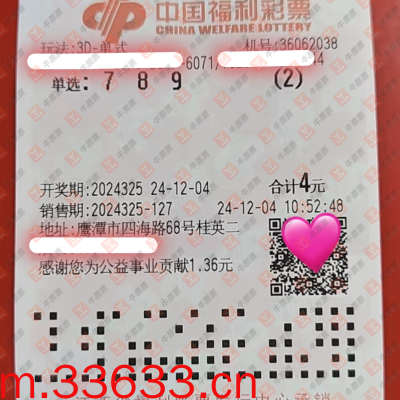 中国福利彩票
CHINA WELFARE LOTTERY
玩法:3D-单式 机号:36062038
-6071/ 4
单选: 7 8 9 (2)
开奖期:2024325 24-12-04 合计4元
销售期:2024325-127 24-12-04 10:52:48
地址:鹰潭市四海路68号桂英二
感谢您为公益事业贡献1.36元
m.33633.cn